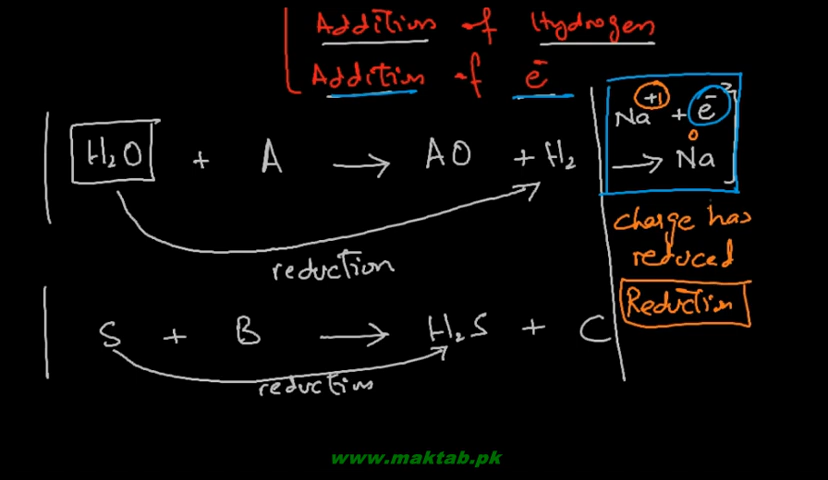 Addition of Hydrogen
Addition of e⁻
H₂O + A → AO + H₂
reduction
S + B → H₂S + C
reduction
Na⁺¹ + e⁻
→ Na⁰
charge has
reduced
Reduction
www.maktab.pk